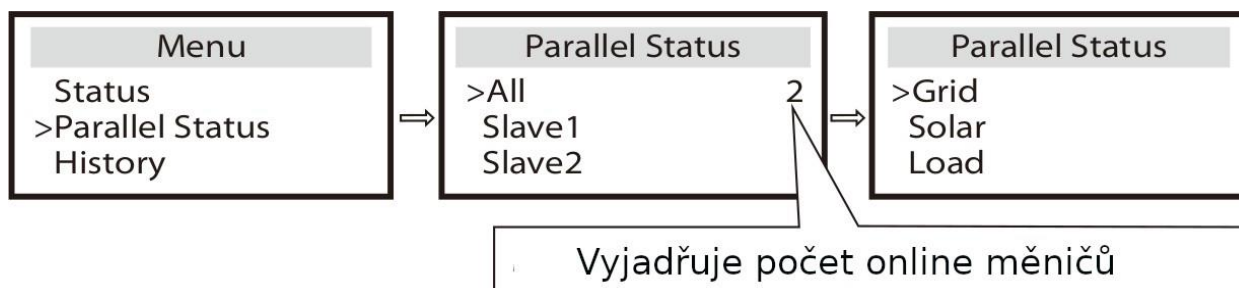 Menu
Status
>Parallel Status
History
Parallel Status
>All 2
Slave1
Slave2
Parallel Status
>Grid
Solar
Load
Vyjadřuje počet online měničů